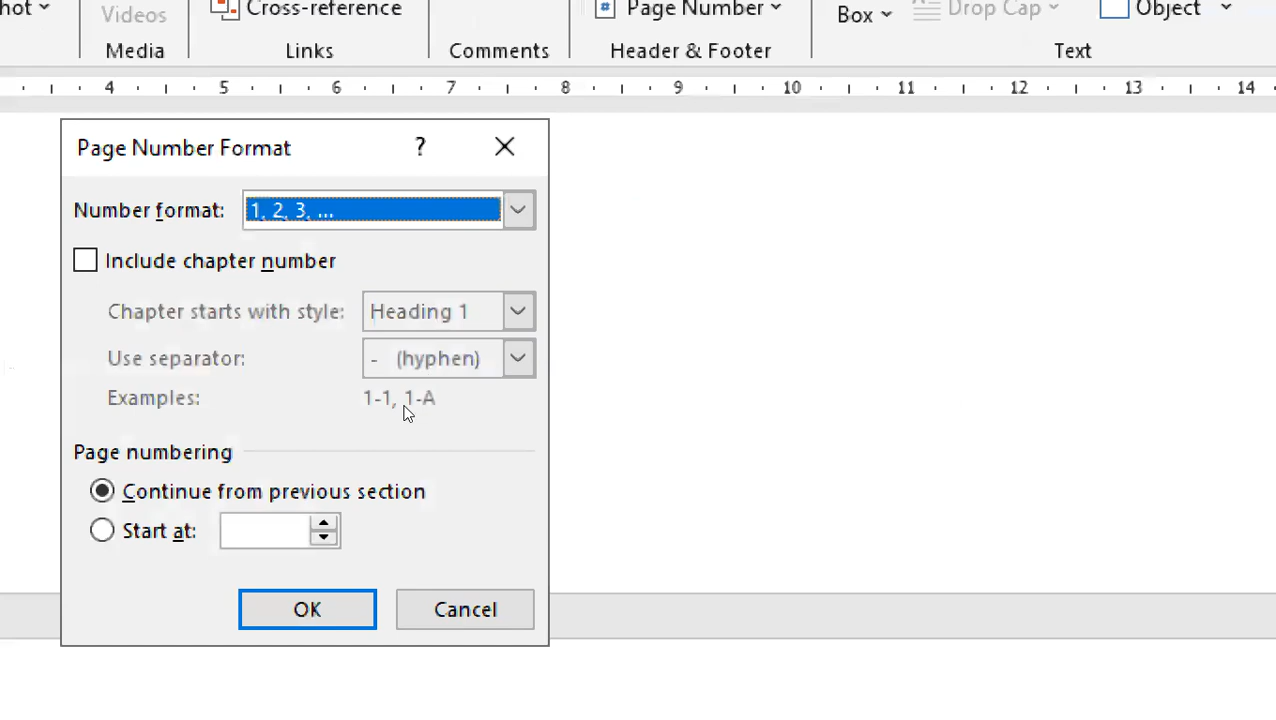 hot
Videos
Media
Cross-reference
Links
Comments
Page Number
Header & Footer
Box
Drop Cap
Object
Text
4 5 6 7 8 9 10 11 12 13 14
Page Number Format ?
Number format: 1, 2, 3, ...
Include chapter number
Chapter starts with style: Heading 1
Use separator: - (hyphen)
Examples: 1-1, 1-A
Page numbering
Continue from previous section
Start at:
OK Cancel